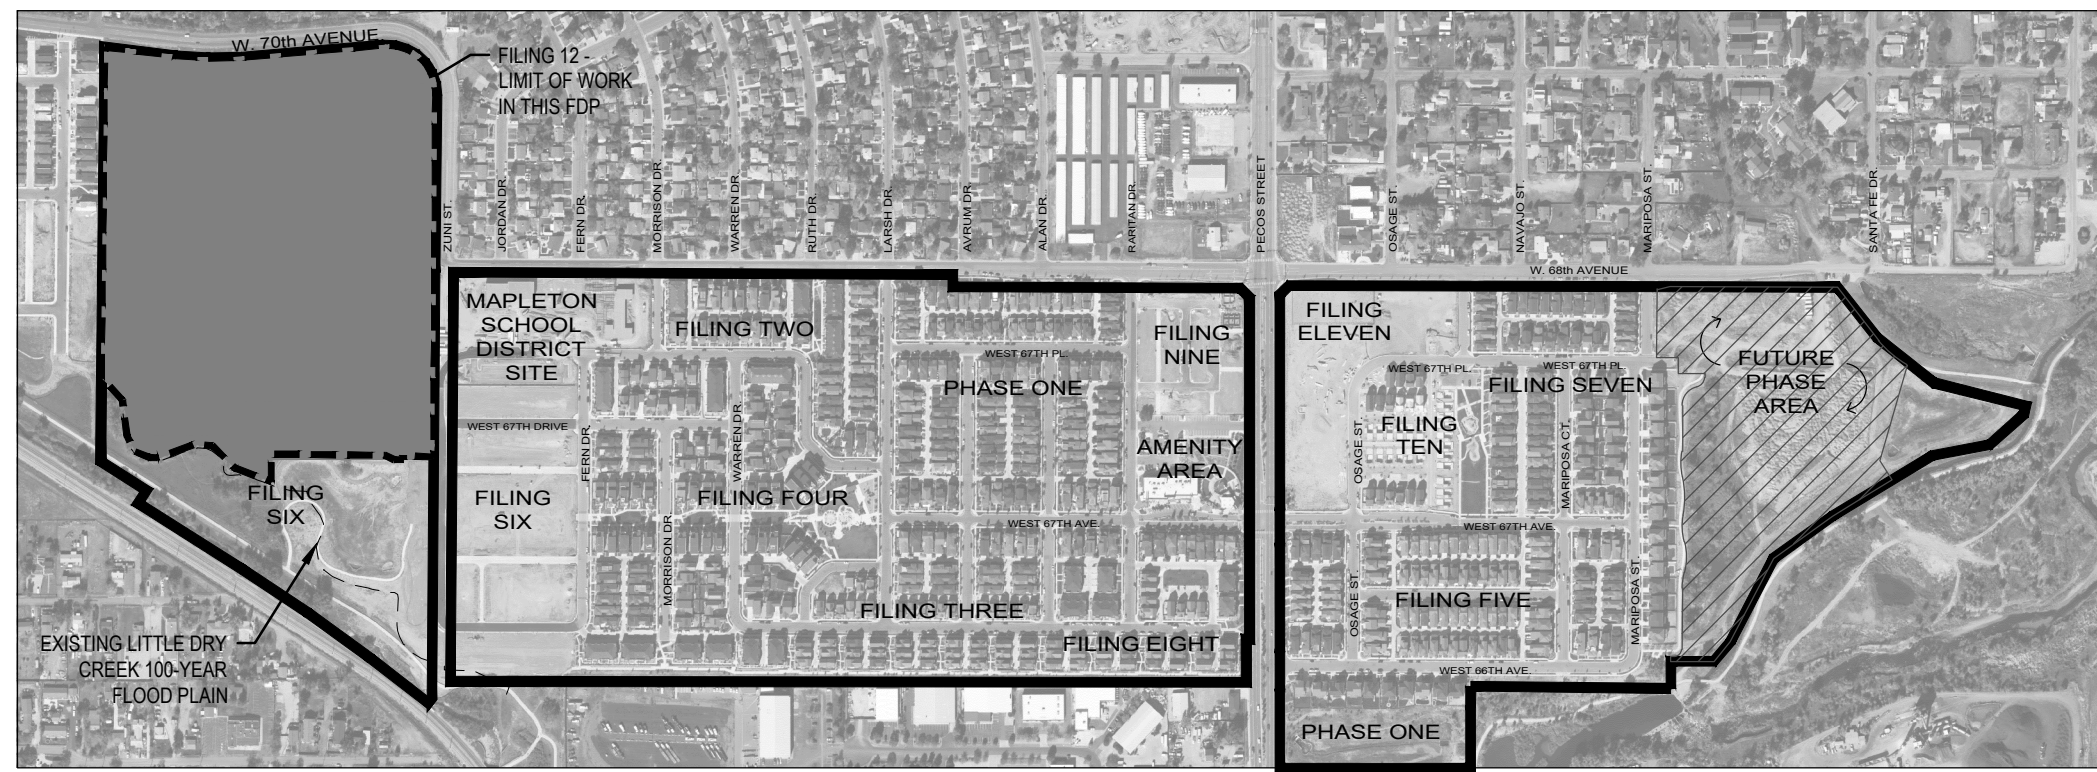 W. 70th AVENUE.
FILING 12 -
LIMIT OF WORK
IN THIS FDP
ZUNI ST.
JORDAN DR.
FERN DR.
MORRISON DR.
WARREN DR.
RUTH DR.
LARSH DR.
AVRUM DR.
ALAN DR.
RARITAN DR.
PECOS STREET
OSAGE ST.
NAVAJO ST.
MARIPOSA ST.
SANTA FE DR.
W. 68th AVENUE
MAPLETON
SCHOOL
DISTRICT
SITE
FILING TWO
WEST 67TH PL.
PHASE ONE
FILING
NINE
FILING
ELEVEN
WEST 67TH PL.
WEST 67TH PL.
FILING SEVEN
FUTURE
PHASE
AREA
WEST 67TH DRIVE
FERN DR.
WARREN DR.
AMENITY
AREA
OSAGE ST.
FILING
TEN
MARIPOSA CT.
FILING
SIX
FILING
SIX
FILING FOUR
MORRISON DR.
WEST 67TH AVE.
WEST 67TH AVE.
FILING THREE
FILING EIGHT
OSAGE ST.
FILING FIVE
MARIPOSA ST.
WEST 66TH AVE.
EXISTING LITTLE DRY
CREEK 100-YEAR
FLOOD PLAIN
PHASE ONE